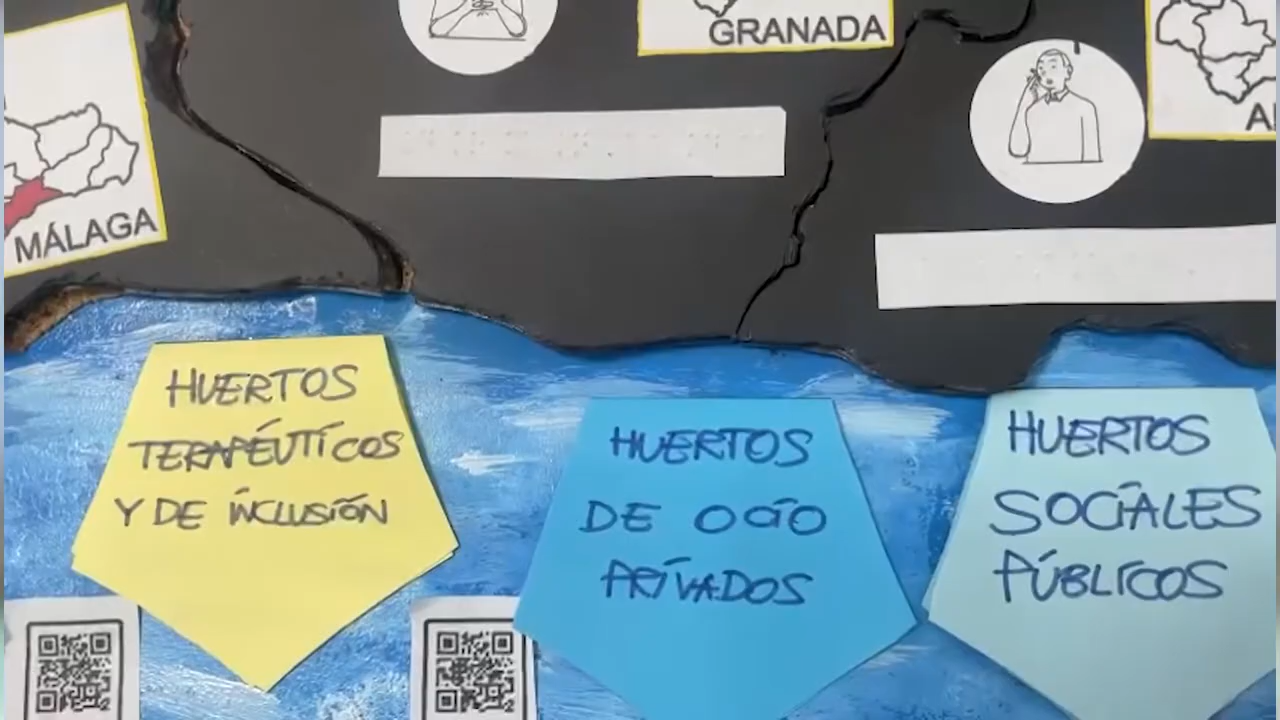 GRANADA
MÁLAGA
HUERTOS
TERAPÉUTICOS
Y DE INCLUSIÓN
HUERTOS
DE OCIO
PRIVADOS
HUERTOS
SOCIALES
PÚBLICOS